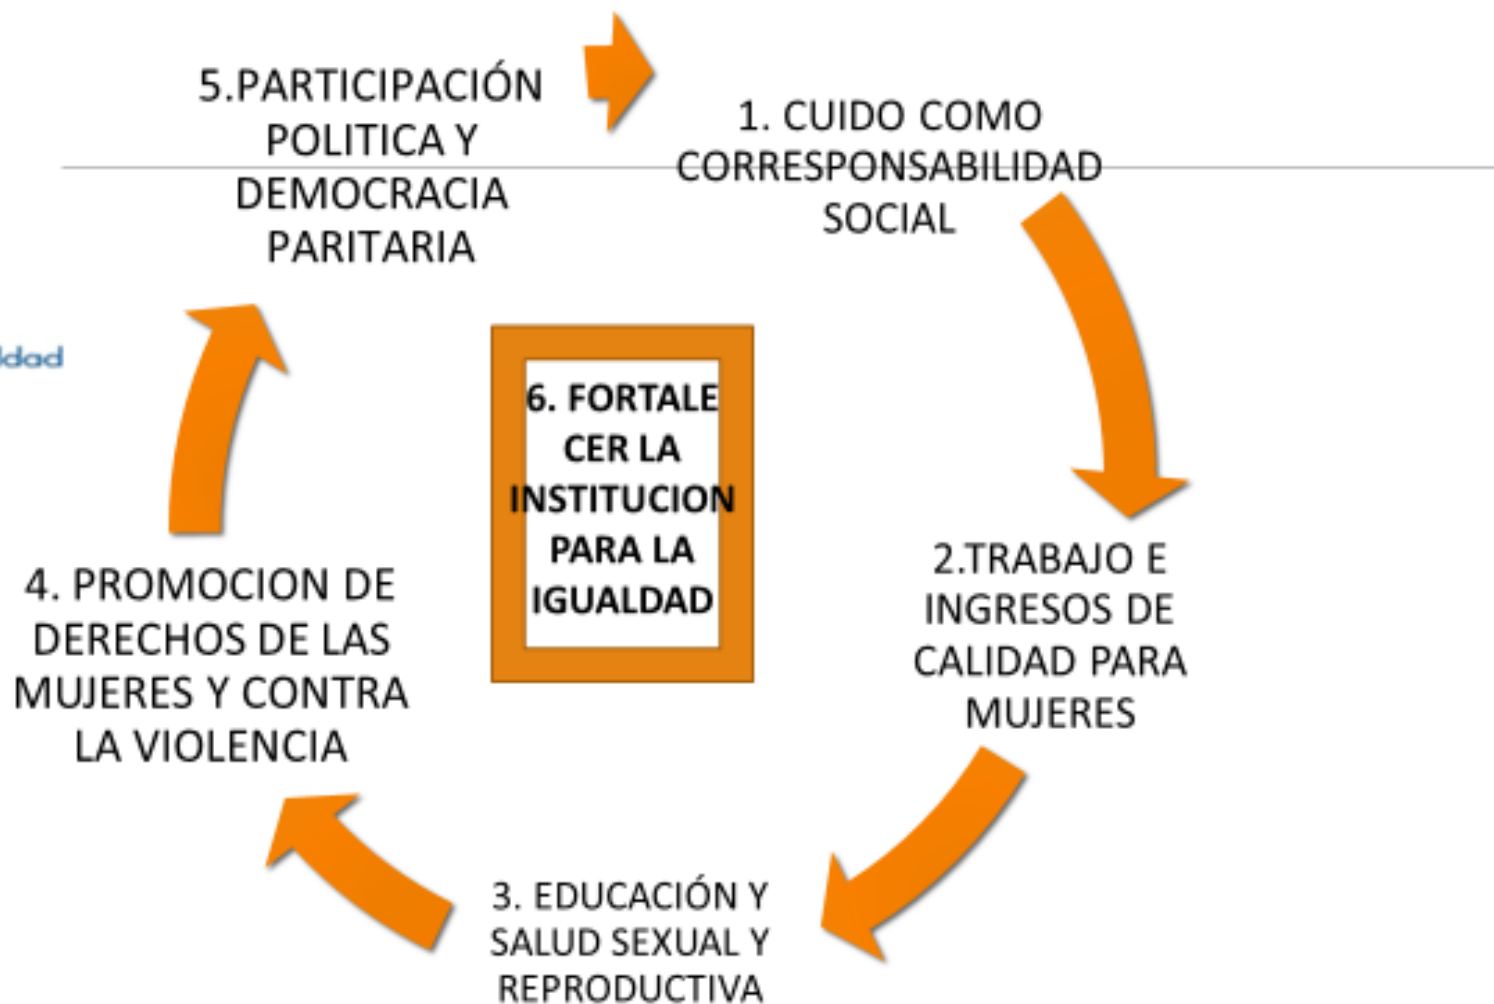 5.PARTICIPACIÓN
POLITICA Y
DEMOCRACIA
PARITARIA
1. CUIDO COMO
CORRESPONSABILIDAD
SOCIAL
6. FORTALE
CER LA
INSTITUCION
PARA LA
IGUALDAD
2.TRABAJO E
INGRESOS DE
CALIDAD PARA
MUJERES
4. PROMOCION DE
DERECHOS DE LAS
MUJERES Y CONTRA
LA VIOLENCIA
3. EDUCACIÓN Y
SALUD SEXUAL Y
REPRODUCTIVA